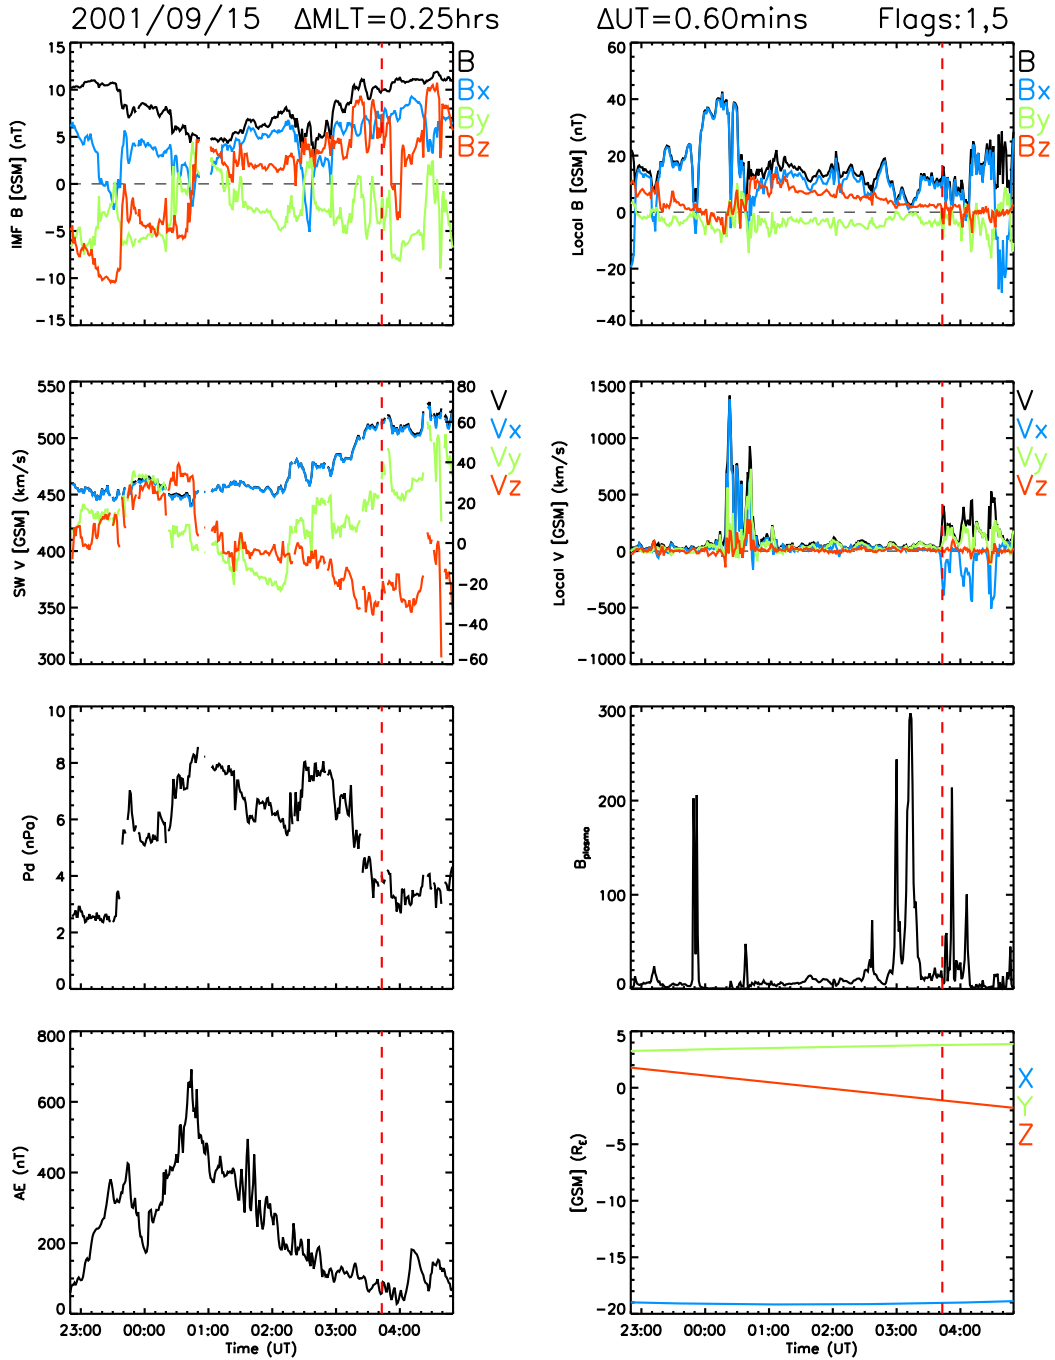 2001/09/15 ΔMLT=0.25hrs ΔUT=0.60mins Flags:1,5
15
10
5
0
−5
−10
−15
IMF B [GSM] (nT)
B
Bx
By
Bz
60
40
20
0
−20
−40
Local B [GSM] (nT)
B
Bx
By
Bz
550
500
450
400
350
300
SW V [GSM] (km/s)
80
60
40
20
0
−20
−40
−60
V
Vx
Vy
Vz
1500
1000
500
0
−500
−1000
Local V [GSM] (km/s)
V
Vx
Vy
Vz
10
8
6
4
2
0
Pd (nPa)
300
200
100
0
Bplasma
800
600
400
200
0
AE (nT)
23:00 00:00 01:00 02:00 03:00 04:00
Time (UT)
5
0
−5
−10
−15
−20
[GSM] (RE)
X
Y
Z
23:00 00:00 01:00 02:00 03:00 04:00
Time (UT)